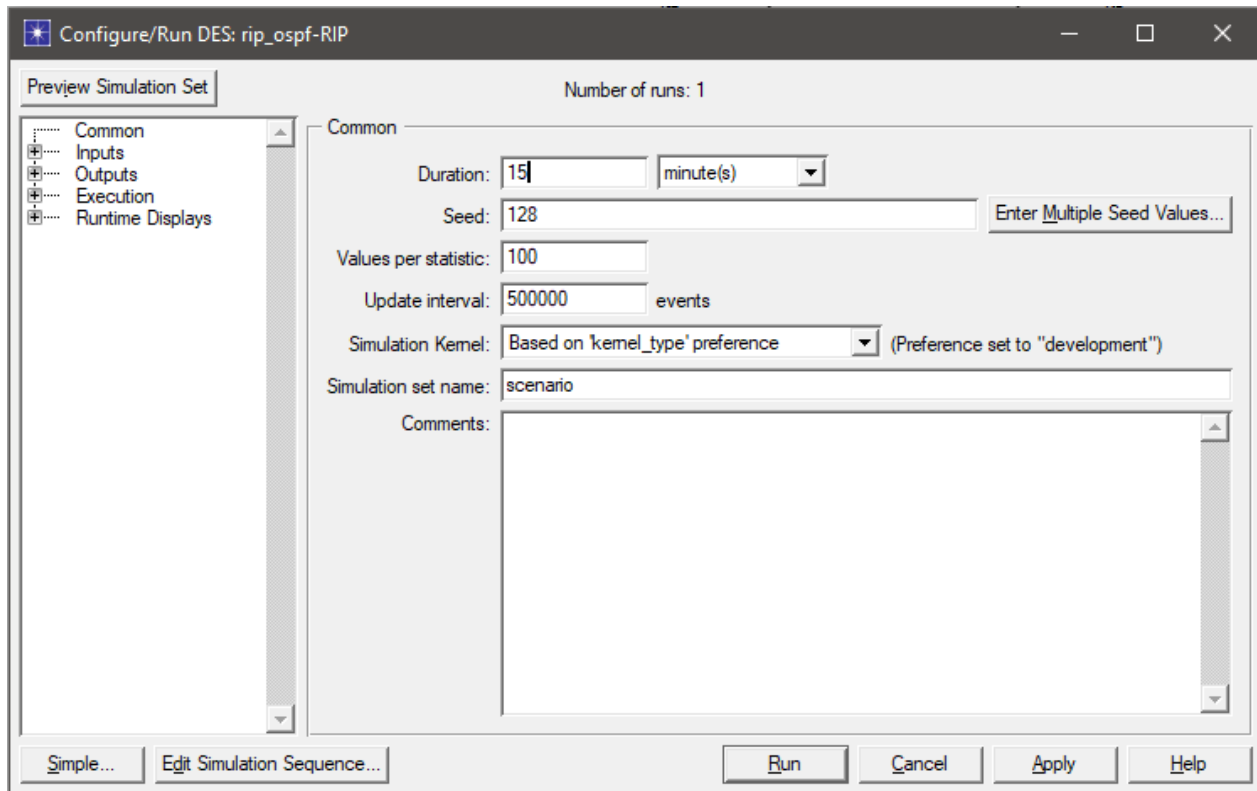 Configure/Run DES: rip_ospf-RIP
Preview Simulation Set
Number of runs: 1
Common
Inputs
Outputs
Execution
Runtime Displays
Common
Duration: 15 minute(s)
Seed: 128 Enter Multiple Seed Values...
Values per statistic: 100
Update interval: 500000 events
Simulation Kernel: Based on 'kernel_type' preference (Preference set to "development")
Simulation set name: scenario
Comments:
Simple... Edit Simulation Sequence... Run Cancel Apply Help